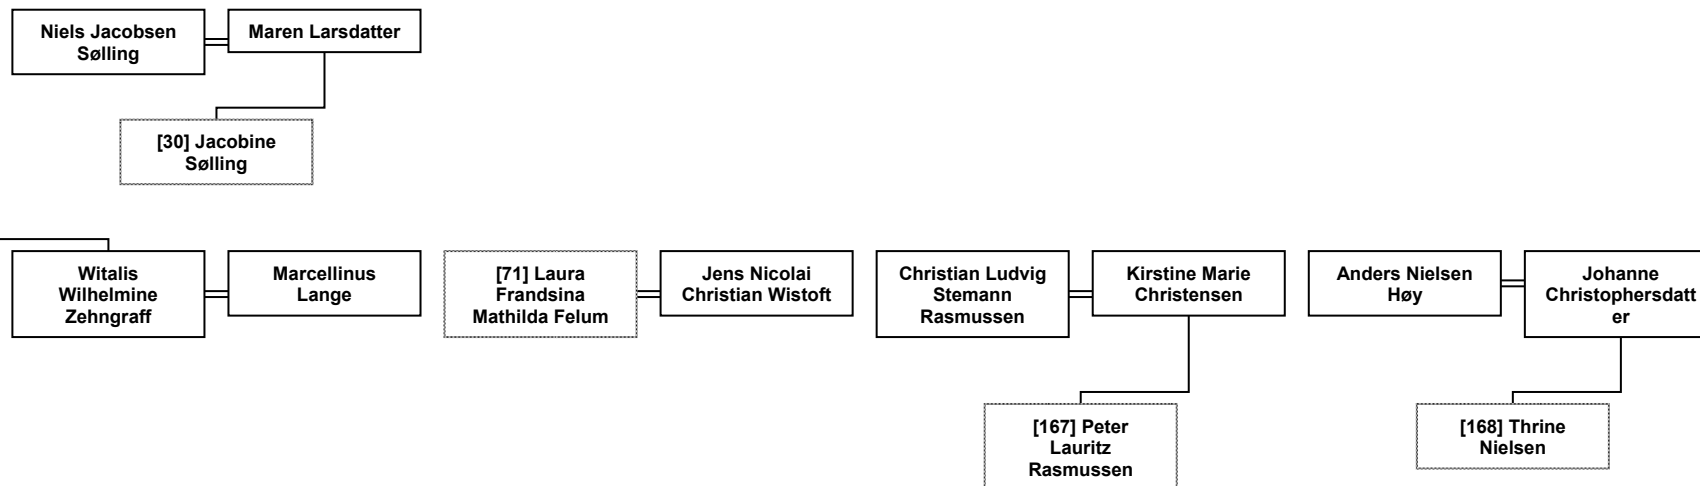 Niels Jacobsen
Sølling
Maren Larsdatter
[30] Jacobine
Sølling
Witalis
Wilhelmine
Zehngraff
Marcellinus
Lange
[71] Laura
Frandsina
Mathilda Felum
Jens Nicolai
Christian Wistoft
Christian Ludvig
Stemann
Rasmussen
Kirstine Marie
Christensen
Anders Nielsen
Høy
Johanne
Christophersdatt
er
[167] Peter
Lauritz
Rasmussen
[168] Thrine
Nielsen